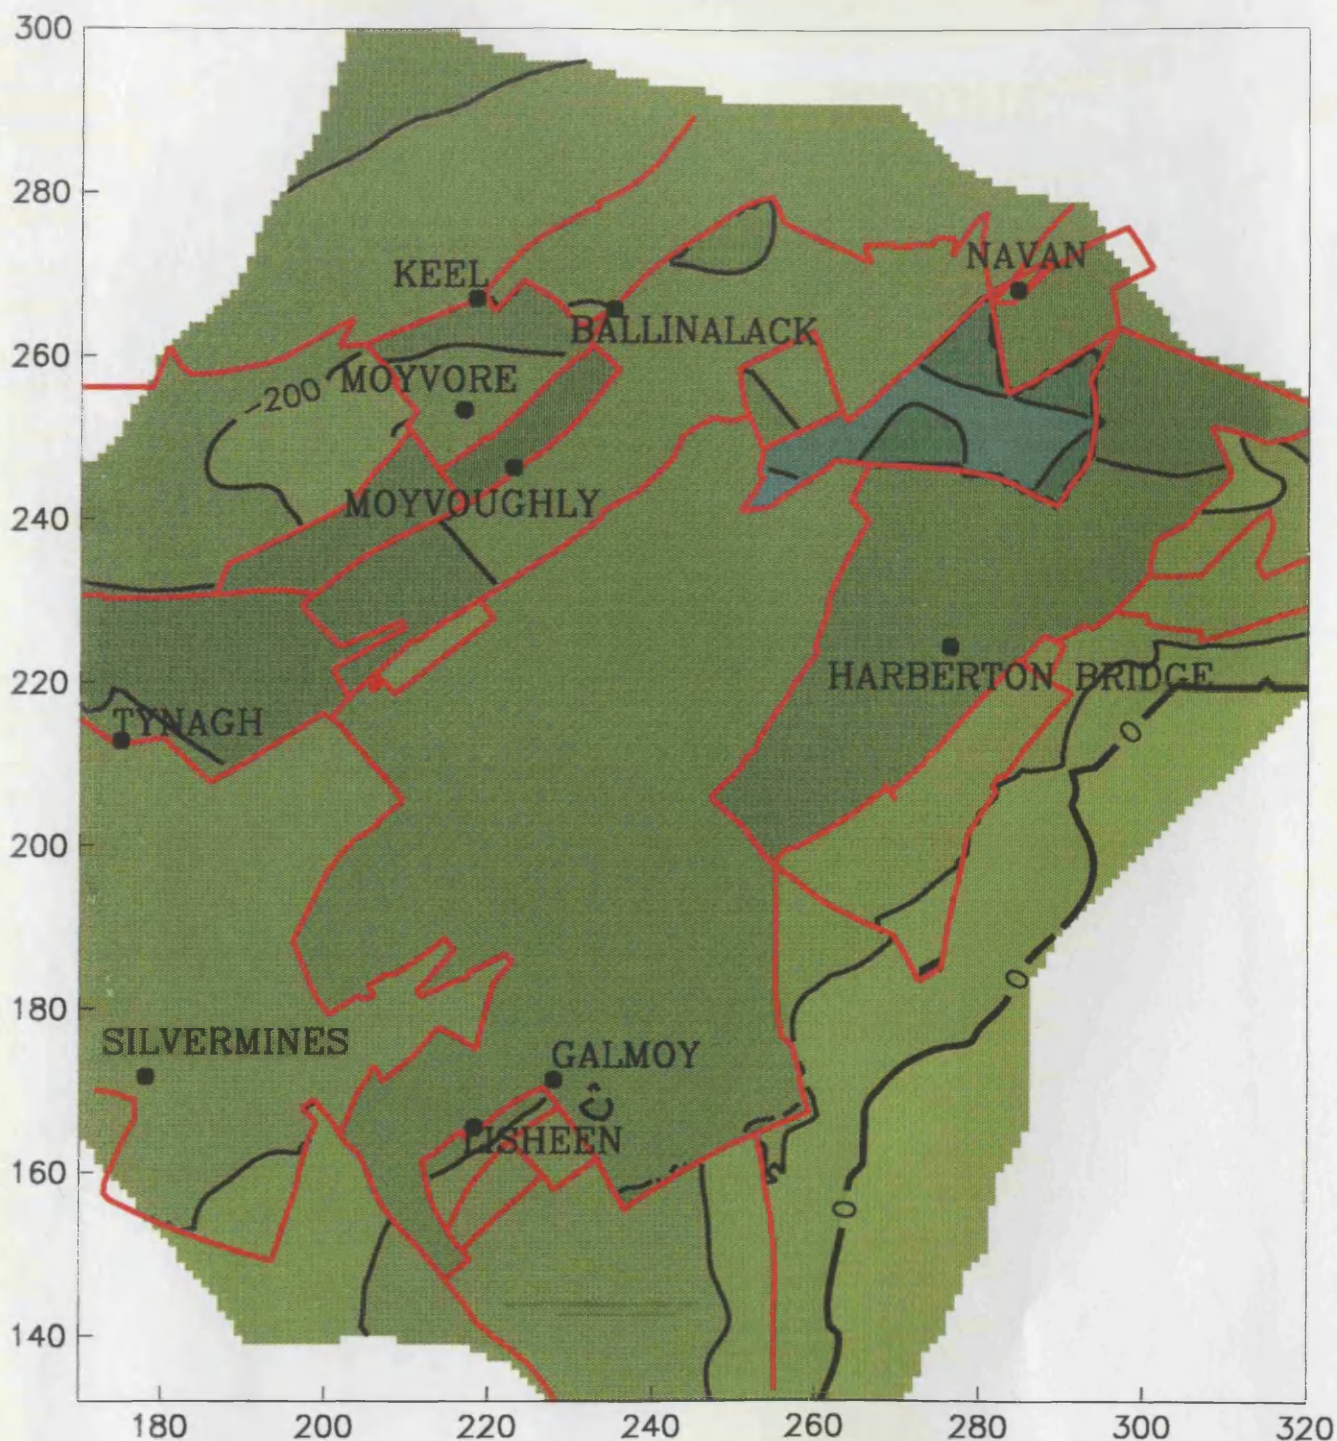 300
280
NAVAN
KEEL
BALLINALACK
260
MOYVORE
-200
MOYVOUGHLY
240
HARBERTON BRIDGE
220
TYNAGH
0
200
0
180
SILVERMINES
GALMOY
LISHEEN
160
0
140
180 200 220 240 260 280 300 320